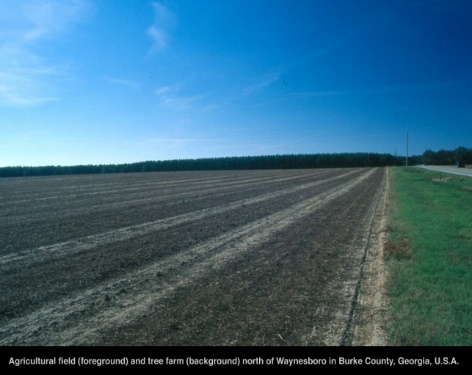 Agricultural field (foreground) and tree farm (background) north of Waynesboro in Burke County, Georgia, U.S.A.